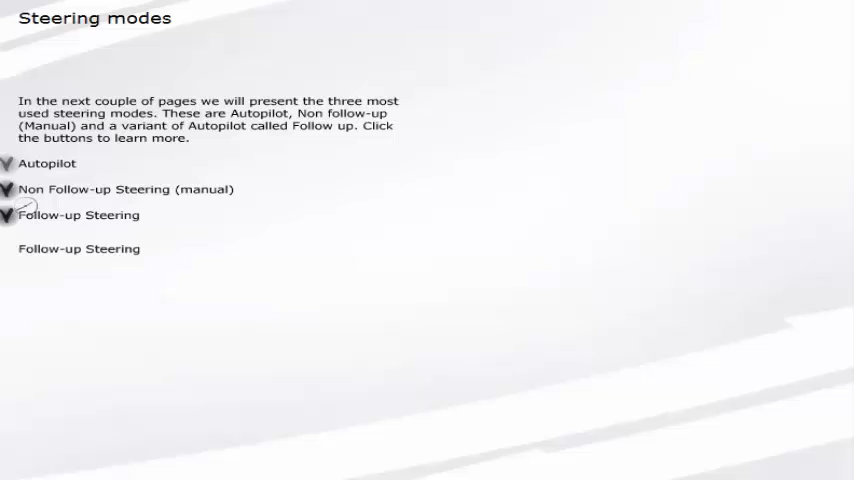 Steering modes
In the next couple of pages we will present the three most
used steering modes. These are Autopilot, Non follow-up
(Manual) and a variant of Autopilot called Follow up. Click
the buttons to learn more.
Autopilot
Non Follow-up Steering (manual)
Follow-up Steering
Follow-up Steering